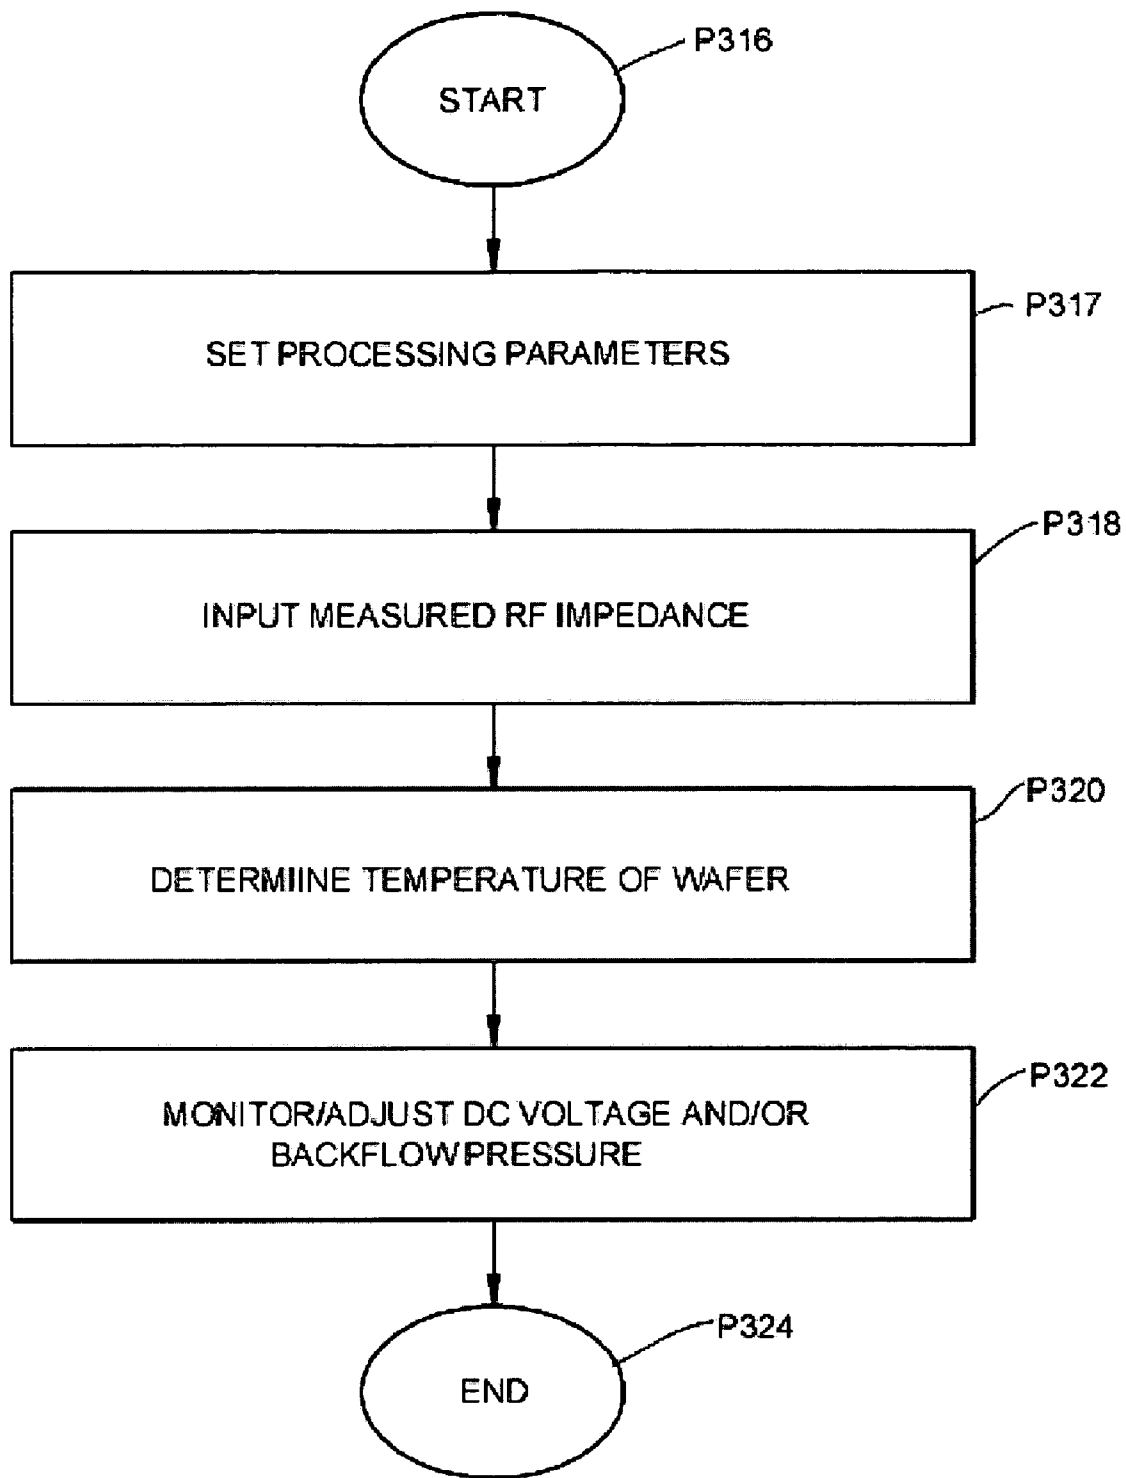 P316
START
P317
SET PROCESSING PARAMETERS
P318
INPUT MEASURED RF IMPEDANCE
P320
DETERMIINE TEMPERATURE OF WAFER
P322
MONITOR/ADJUST DC VOLTAGE AND/OR
BACKFLOW PRESSURE
P324
END